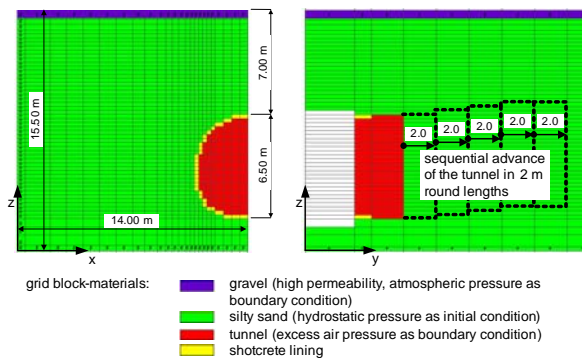 7.00 m
15.50 m
6.50 m
14.00 m
z
x
2.0 2.0 2.0 2.0 2.0
sequential advance
of the tunnel in 2 m
round lengths
z
y
grid block-materials:
gravel (high permeability, atmospheric pressure as
boundary condition)
silty sand (hydrostatic pressure as initial condition)
tunnel (excess air pressure as boundary condition)
shotcrete lining